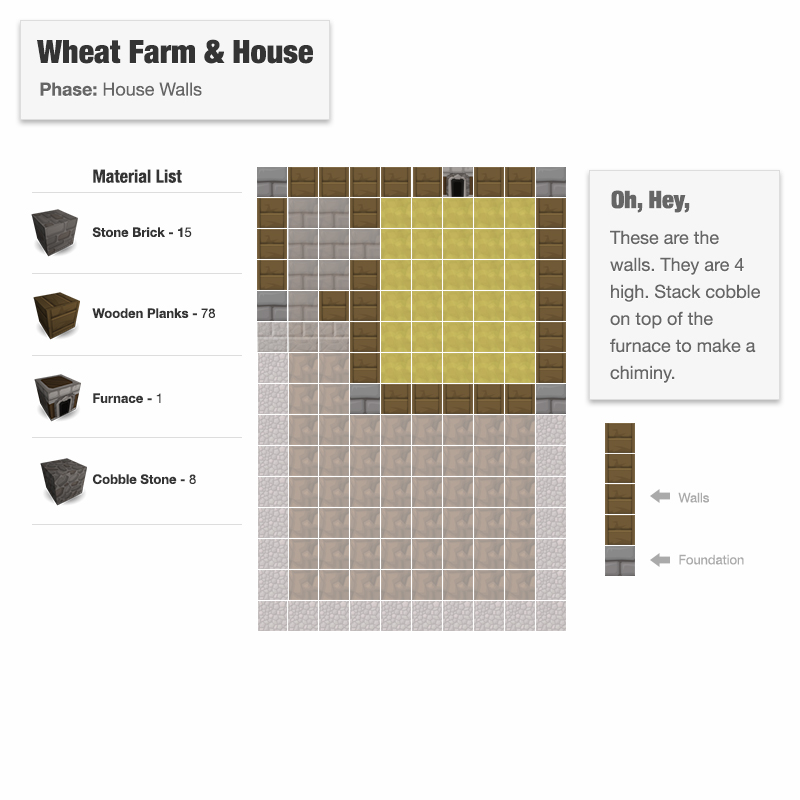 Wheat Farm & House
Phase: House Walls
Material List
Stone Brick - 15
Wooden Planks - 78
Furnace - 1
Cobble Stone - 8
Oh, Hey,
These are the
walls. They are 4
high. Stack cobble
on top of the
furnace to make a
chiminy.
Walls
Foundation